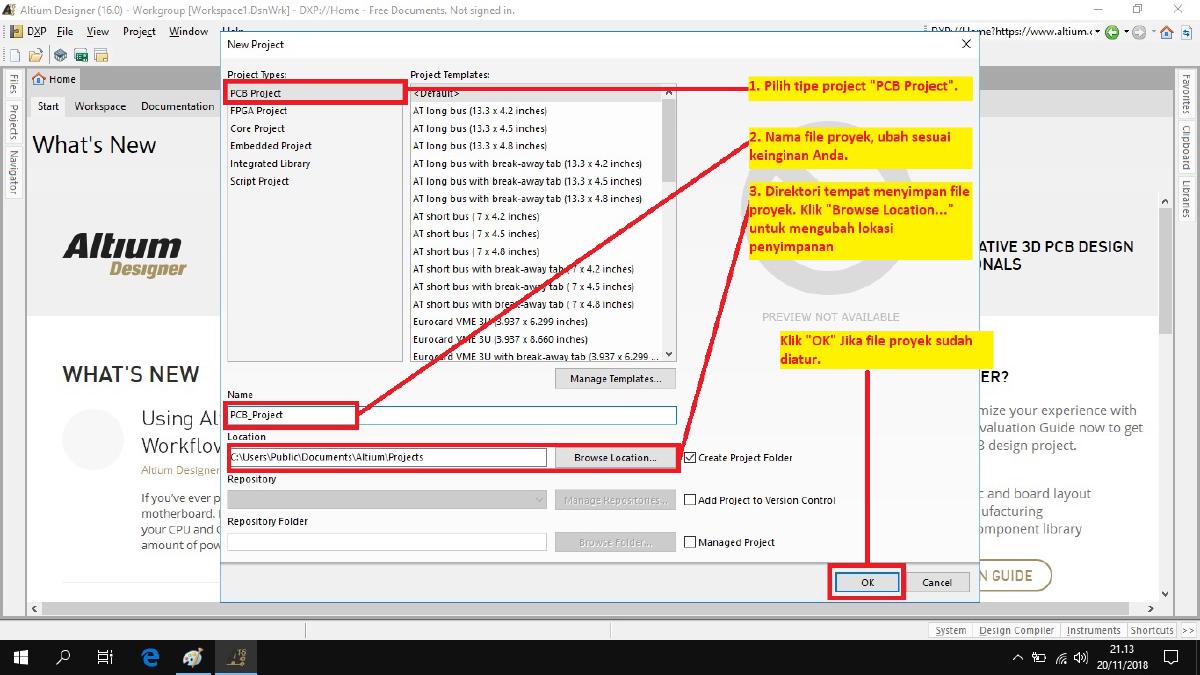 Altium Designer (16.0) - Workgroup [Workspace1.DsnWrk] - DXP://Home - Free Documents. Not signed in.
DXP File View Project Window
Home
Start Workspace Documentation
Files
Projects
Navigator
Favorites
Clipboard
Libraries
What's New
Altium
Designer
WHAT'S NEW
Using Al
Workflow
Altium Designer
If you've ever p
motherboard.
your CPU and
amount of pow
New Project
Project Types:
PCB Project
FPGA Project
Core Project
Embedded Project
Integrated Library
Script Project
Project Templates:
<Default>
AT long bus (13.3 x 4.2 inches)
AT long bus (13.3 x 4.5 inches)
AT long bus (13.3 x 4.8 inches)
AT long bus with break-away tab (13.3 x 4.2 inches)
AT long bus with break-away tab (13.3 x 4.5 inches)
AT long bus with break-away tab (13.3 x 4.8 inches)
AT short bus ( 7 x 4.2 inches)
AT short bus ( 7 x 4.5 inches)
AT short bus ( 7 x 4.8 inches)
AT short bus with break-away tab ( 7 x 4.2 inches)
AT short bus with break-away tab ( 7 x 4.5 inches)
AT short bus with break-away tab ( 7 x 4.8 inches)
Eurocard VME 3U (3.937 x 6.299 inches)
Eurocard VME 3U (3.937 x 8.660 inches)
Eurocard VME 3U with break-away tab (3.937 x 6.299 ...
Manage Templates...
1. Pilih tipe project "PCB Project".
2. Nama file proyek, ubah sesuai
keinginan Anda.
3. Direktori tempat menyimpan file
proyek. Klik "Browse Location..."
untuk mengubah lokasi
penyimpanan
PREVIEW NOT AVAILABLE
Klik "OK" Jika file proyek sudah
diatur.
Name
PCB_Project
Location
C:\Users\Public\Documents\Altium\Projects
Browse Location...
Create Project Folder
Repository
Manage Repositories...
Add Project to Version Control
Repository Folder
Browse Folder...
Managed Project
OK
Cancel
ATIVE 3D PCB DESIGN
ONALS
ER?
mize your experience with
valuation Guide now to get
design project.
c and board layout
ufacturing
omponent library
N GUIDE
System Design Compiler Instruments Shortcuts >>
21.13
20/11/2018